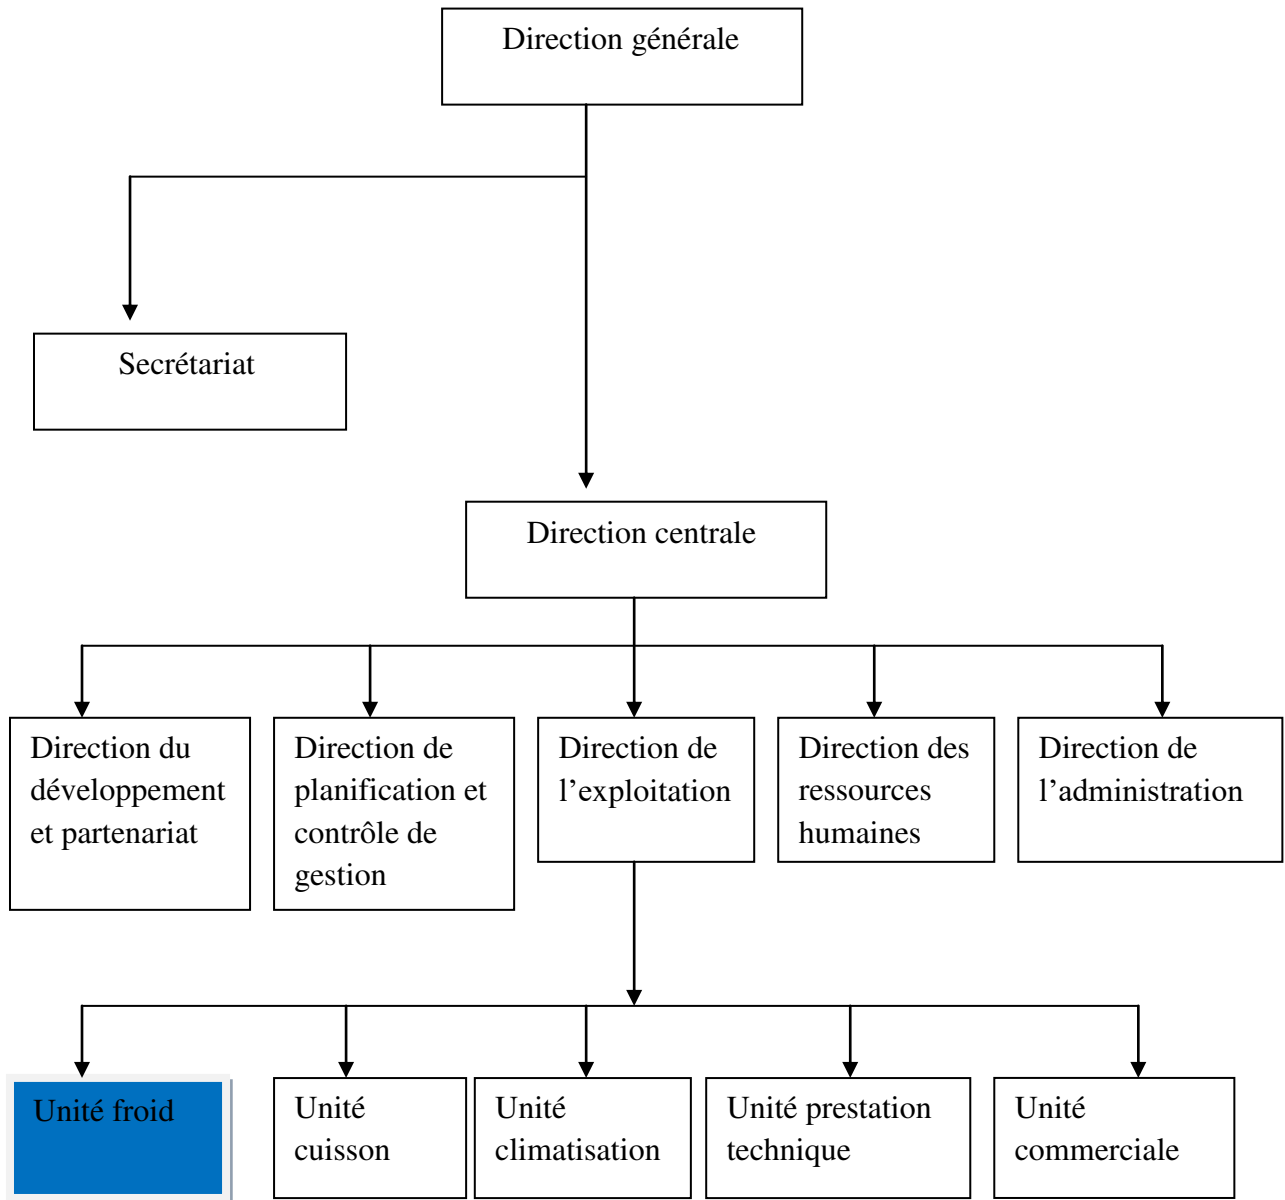 Direction générale
Secrétariat
Direction centrale
Direction du
développement
et partenariat
Direction de
planification et
contrôle de
gestion
Direction de
l’exploitation
Direction des
ressources
humaines
Direction de
l’administration
Unité froid
Unité
cuisson
Unité
climatisation
Unité prestation
technique
Unité
commerciale